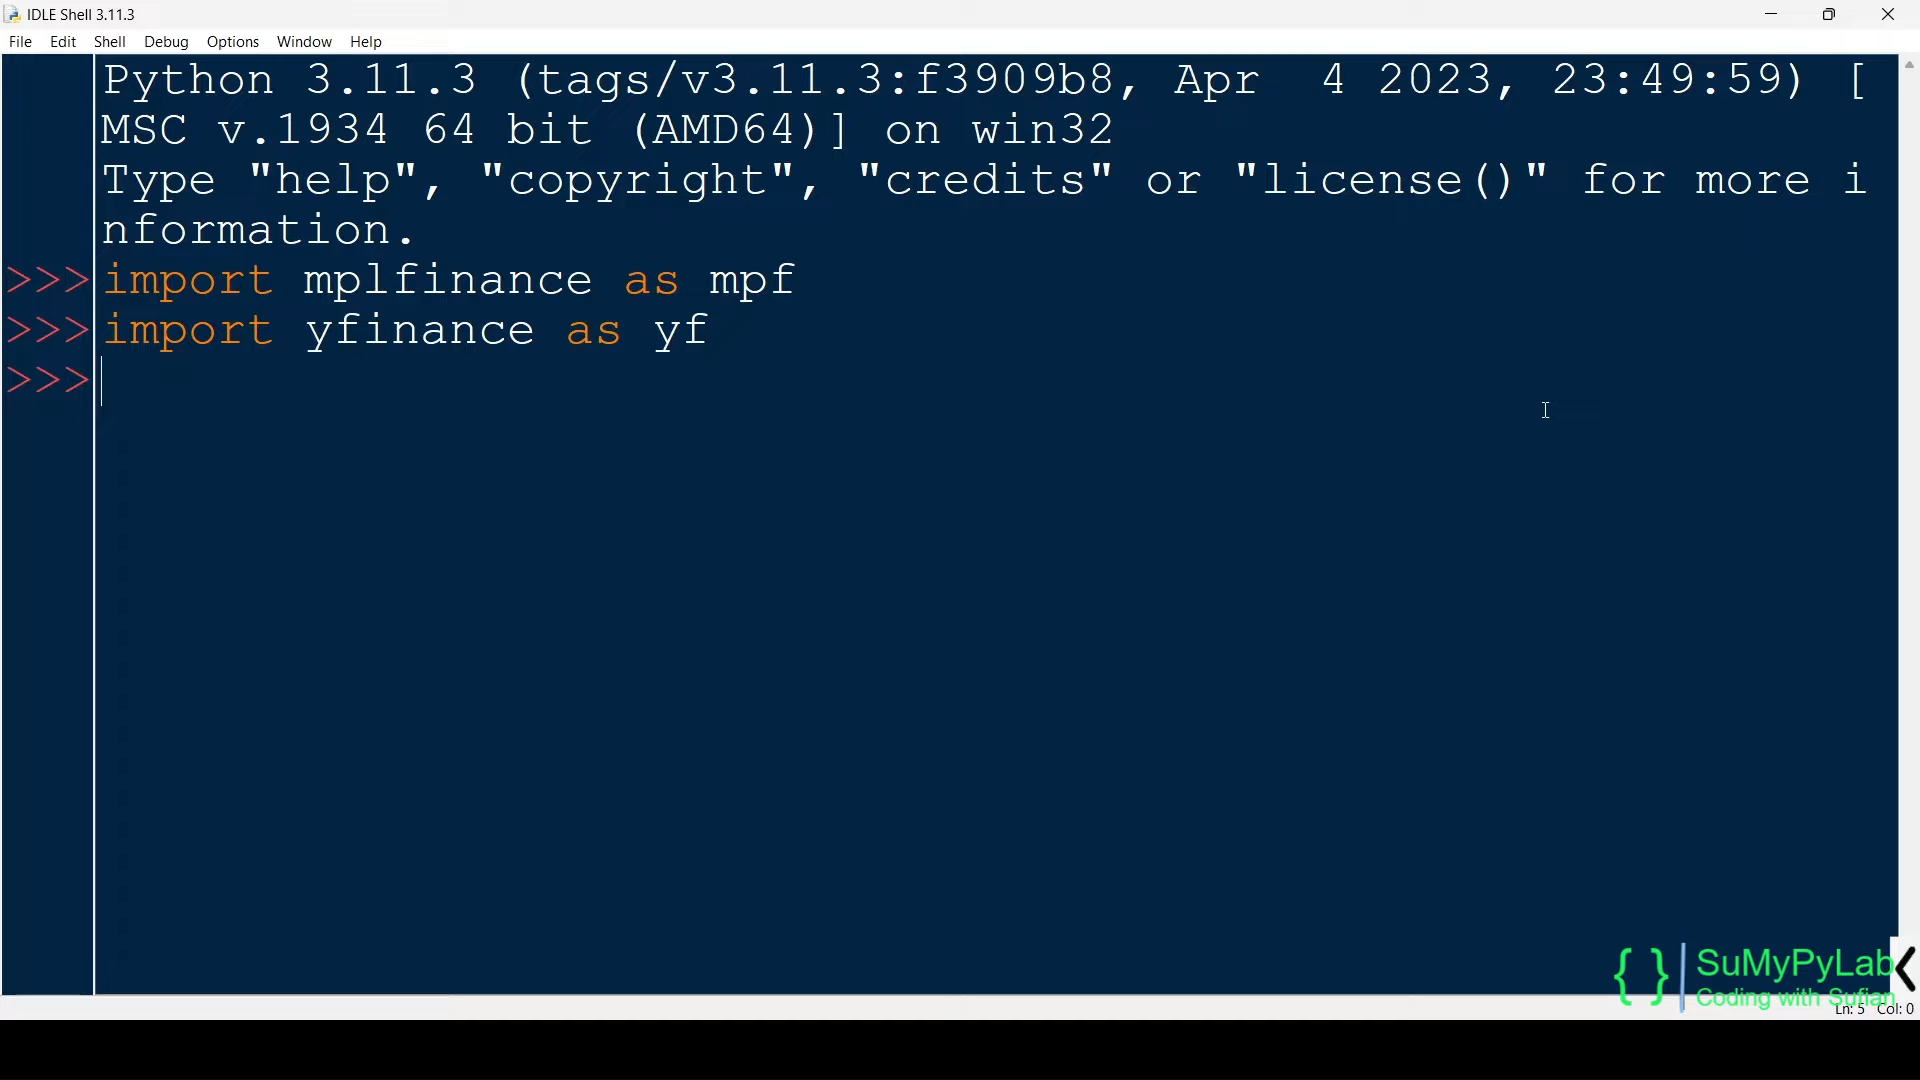 IDLE Shell 3.11.3
File Edit Shell Debug Options Window Help
Python 3.11.3 (tags/v3.11.3:f3909b8, Apr  4 2023, 23:49:59) [
MSC v.1934 64 bit (AMD64)] on win32
Type "help", "copyright", "credits" or "license()" for more i
nformation.
>>> import mplfinance as mpf
>>> import yfinance as yf
>>>
{ } SuMyPyLab
Coding with Sufian
Ln: 5 Col: 0